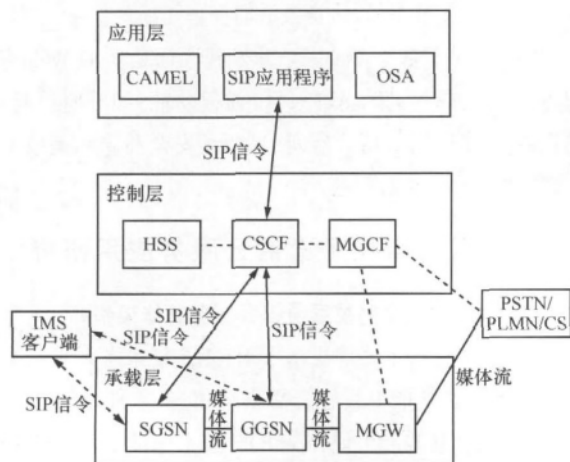 应用层
CAMEL
SIP应用程序
OSA
SIP信令
控制层
HSS
CSCF
MGCF
SIP信令
SIP信令
SIP信令
IMS
客户端
PSTN/
PLMN/CS
承载层
媒体流
SIP信令
SGSN
媒体流
GGSN
媒体流
MGW